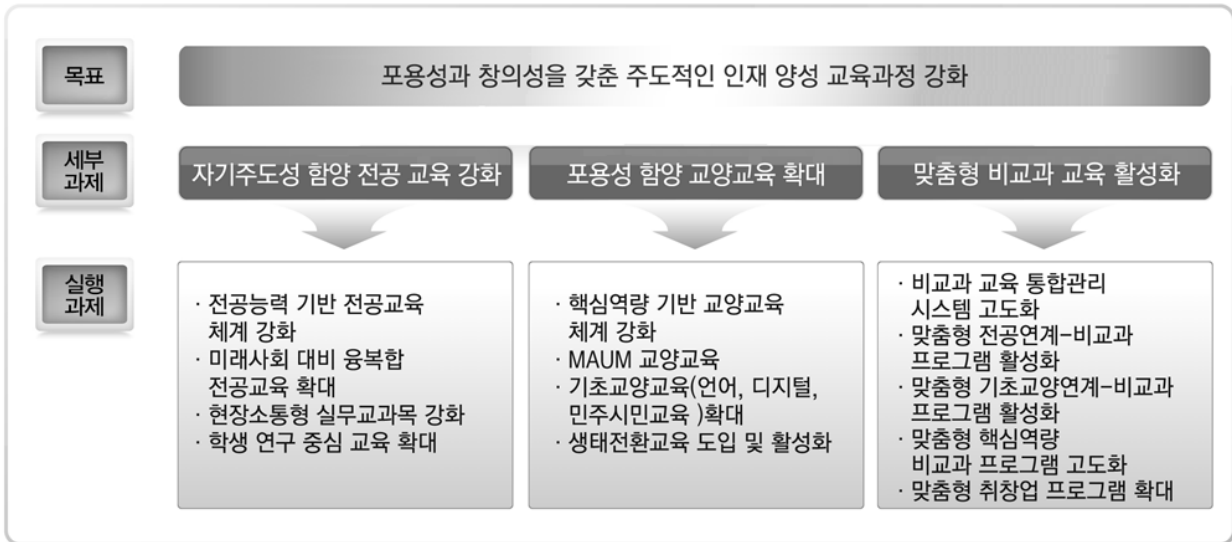 목표
포용성과 창의성을 갖춘 주도적인 인재 양성 교육과정 강화
세부
과제
자기주도성 함양 전공 교육 강화
포용성 함양 교양교육 확대
맞춤형 비교과 교육 활성화
실행
과제
· 전공능력 기반 전공교육
체계 강화
· 미래사회 대비 융복합
전공교육 확대
· 현장소통형 실무교과목 강화
· 학생 연구 중심 교육 확대
· 핵심역량 기반 교양교육
체계 강화
· MAUM 교양교육
· 기초교양교육(언어, 디지털,
민주시민교육 )확대
· 생태전환교육 도입 및 활성화
· 비교과 교육 통합관리
시스템 고도화
· 맞춤형 전공연계-비교과
프로그램 활성화
· 맞춤형 기초교양연계-비교과
프로그램 활성화
· 맞춤형 핵심역량
비교과 프로그램 고도화
· 맞춤형 취창업 프로그램 확대